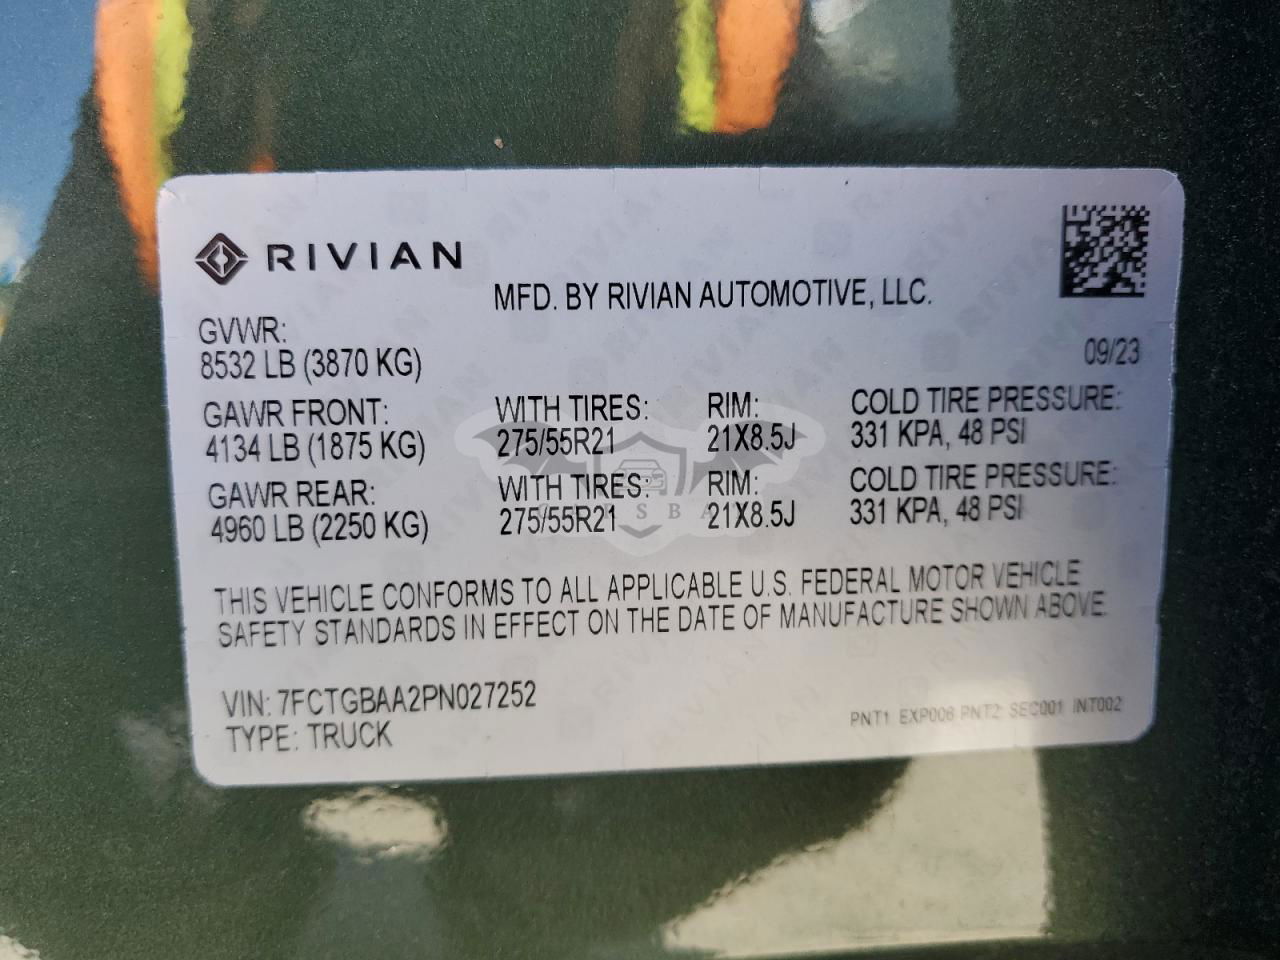 RIVIAN
MFD. BY RIVIAN AUTOMOTIVE, LLC.
GVWR:
8532 LB (3870 KG)
09/23
GAWR FRONT: WITH TIRES: RIM: COLD TIRE PRESSURE:
4134 LB (1875 KG) 275/55R21 21X8.5J 331 KPA, 48 PSI
GAWR REAR: WITH TIRES: RIM: COLD TIRE PRESSURE:
4960 LB (2250 KG) 275/55R21 21X8.5J 331 KPA, 48 PSI
THIS VEHICLE CONFORMS TO ALL APPLICABLE U.S. FEDERAL MOTOR VEHICLE
SAFETY STANDARDS IN EFFECT ON THE DATE OF MANUFACTURE SHOWN ABOVE.
VIN: 7FCTGBAA2PN027252
TYPE: TRUCK
PNT1 EXP006 PNT2 SEC001 INT002